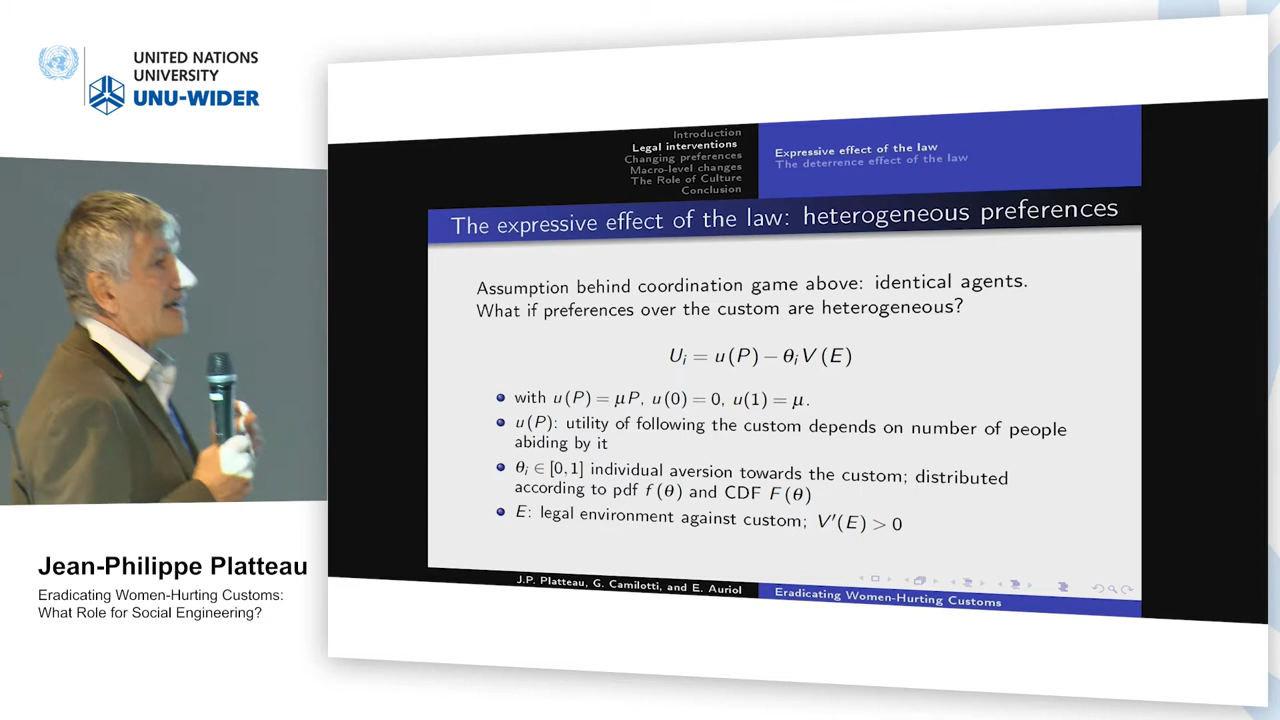 UNITED NATIONS
UNIVERSITY
UNU-WIDER
Introduction
Legal interventions
Changing preferences
Macro-level changes
The Role of Culture
Conclusion
Expressive effect of the law
The deterrence effect of the law
The expressive effect of the law: heterogeneous preferences
Assumption behind coordination game above: identical agents.
What if preferences over the custom are heterogeneous?
U_i = u(P) − θ_i V(E)
with u(P) = μP, u(0) = 0, u(1) = μ.
u(P): utility of following the custom depends on number of people
abiding by it
θ_i ∈ [0,1] individual aversion towards the custom; distributed
according to pdf f(θ) and CDF F(θ)
E: legal environment against custom; V′(E) > 0
J.P. Platteau, G. Camilotti, and E. Auriol
Eradicating Women-Hurting Customs
Jean-Philippe Platteau
Eradicating Women-Hurting Customs:
What Role for Social Engineering?